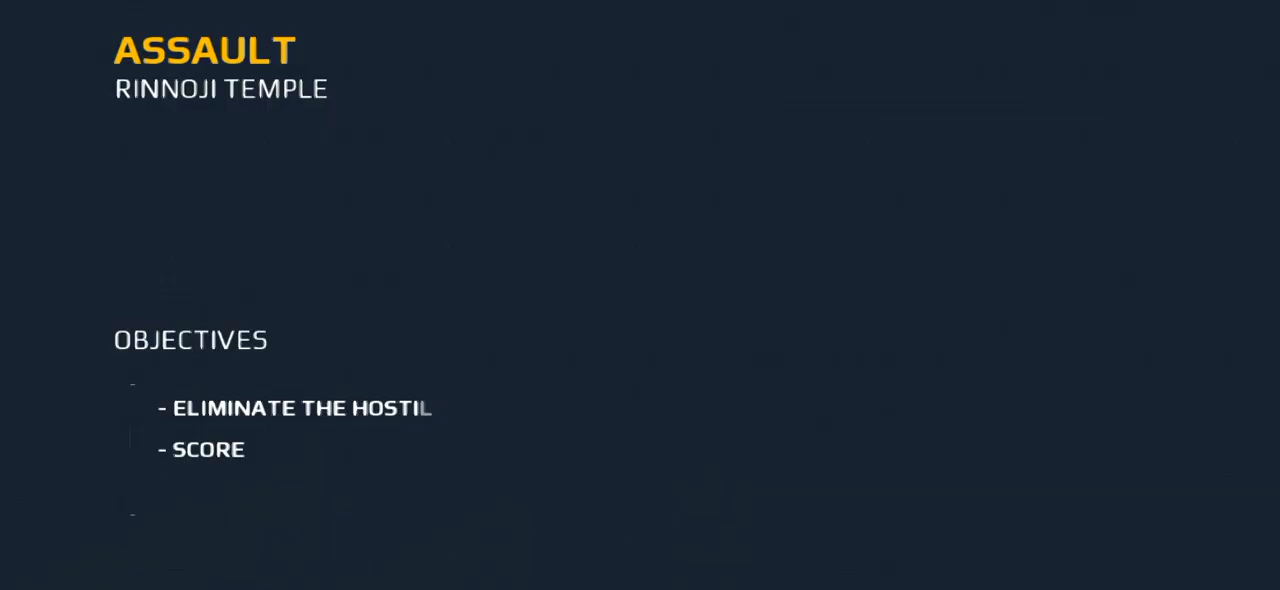 ASSAULT
RINNOJI TEMPLE
OBJECTIVES
- ELIMINATE THE HOSTIL
- SCORE